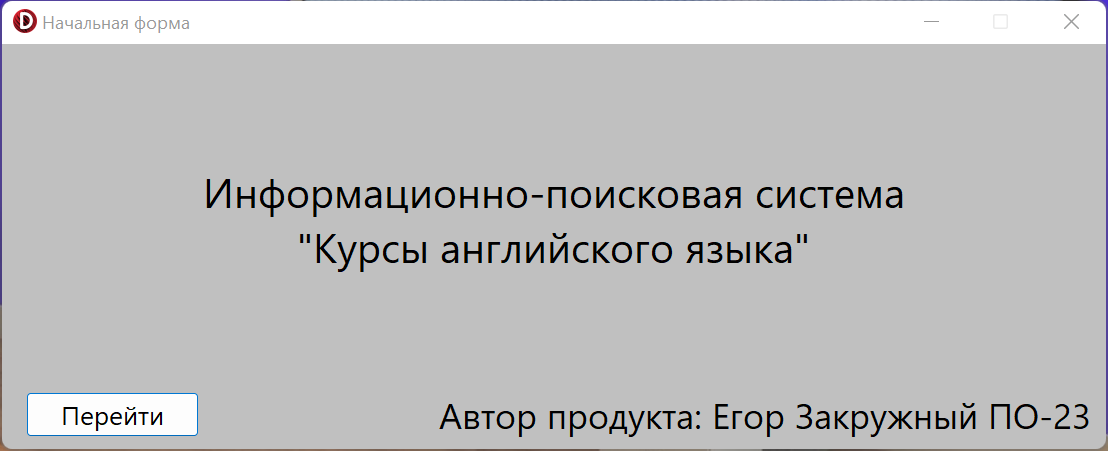 Начальная форма
Информационно-поисковая система
"Курсы английского языка"
Перейти
Автор продукта: Егор Закружный ПО-23